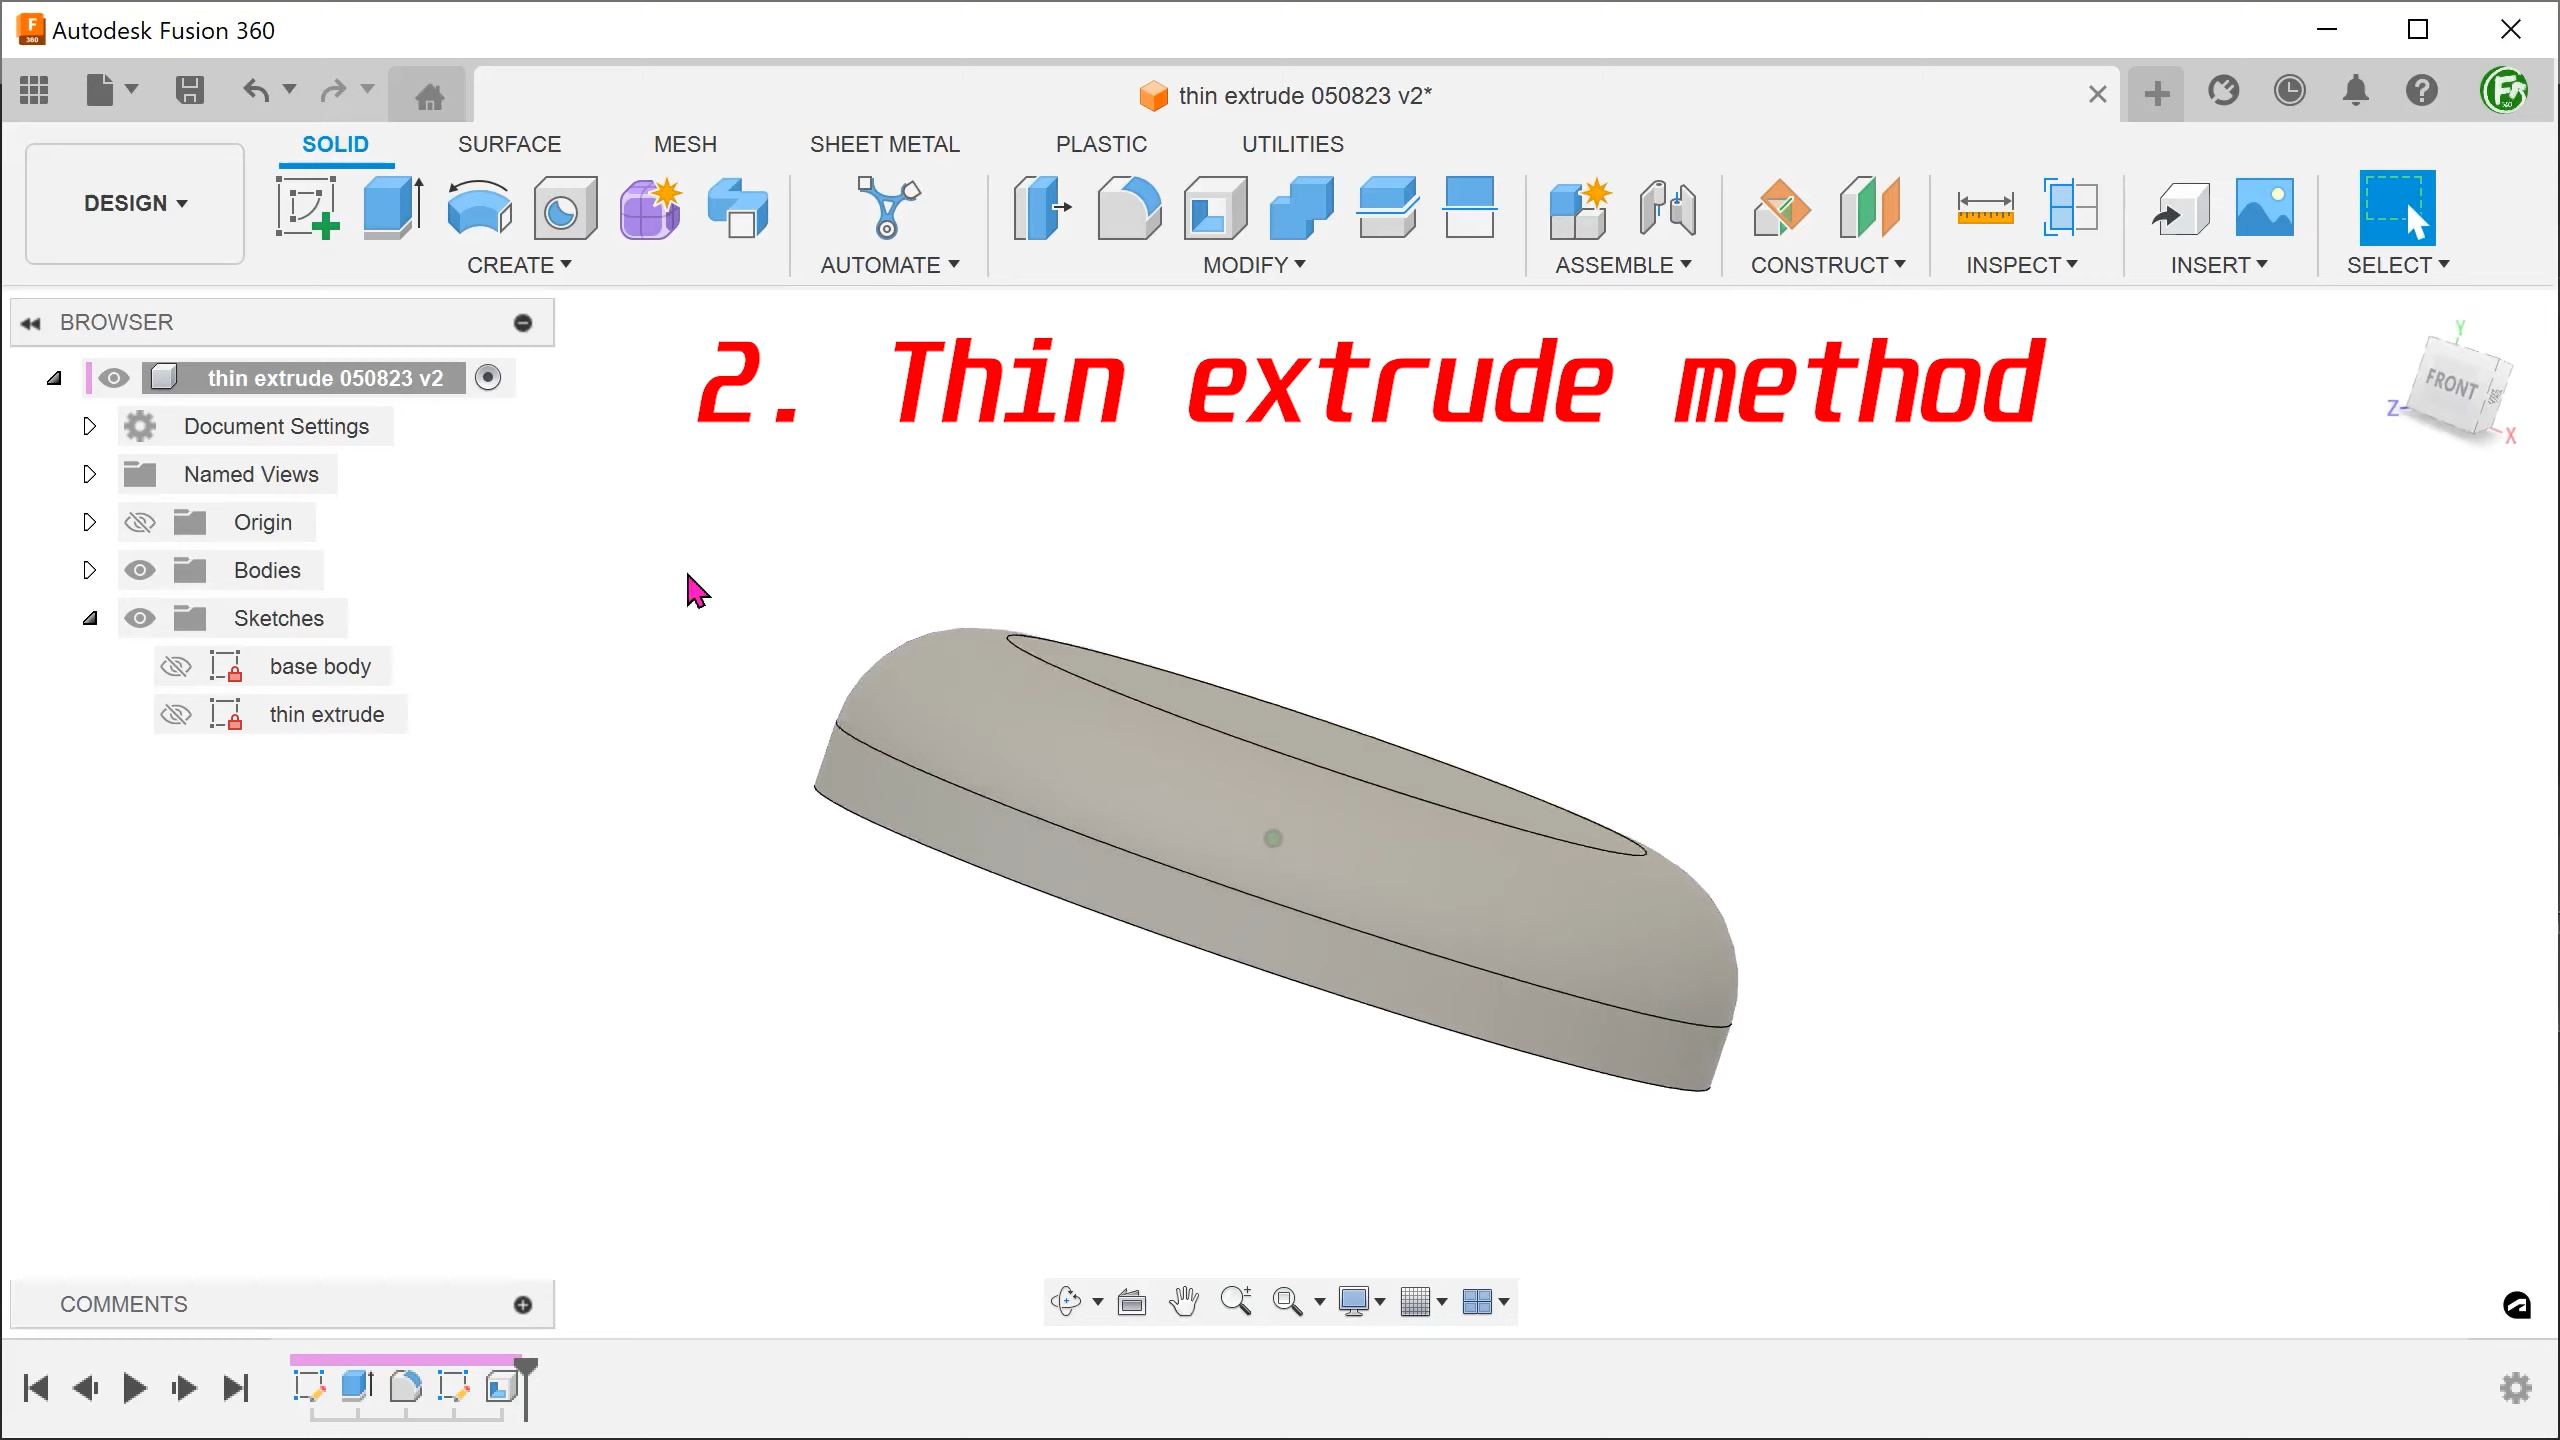 Autodesk Fusion 360
thin extrude 050823 v2*
SOLID SURFACE MESH SHEET METAL PLASTIC UTILITIES
DESIGN
CREATE AUTOMATE MODIFY ASSEMBLE CONSTRUCT INSPECT INSERT SELECT
BROWSER
thin extrude 050823 v2
Document Settings
Named Views
Origin
Bodies
Sketches
base body
thin extrude
2. Thin extrude method
Y
FRONT
Z
X
COMMENTS